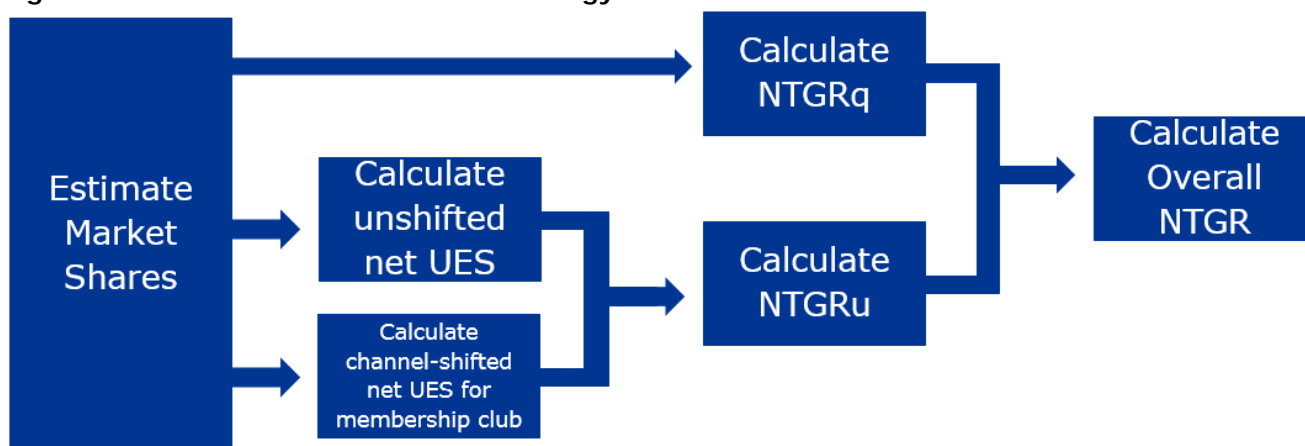 Estimate
Market
Shares
Calculate
unshifted
net UES
Calculate
channel-shifted
net UES for
membership club
Calculate
NTGRq
Calculate
NTGRu
Calculate
Overall
NTGR